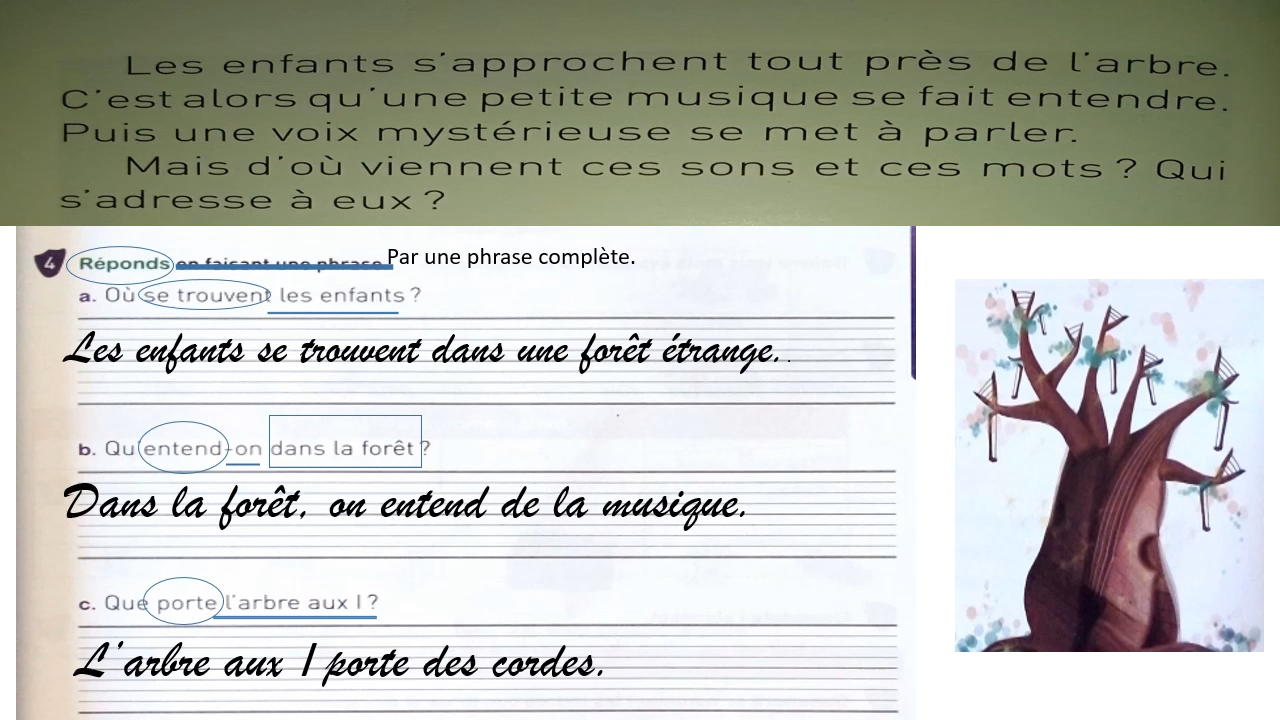 Les enfants s'approchent tout près de l'arbre.
C'est alors qu'une petite musique se fait entendre.
Puis une voix mystérieuse se met à parler.
Mais d'où viennent ces sons et ces mots ? Qui
s'adresse à eux ?
4 Réponds en faisant une phrase. Par une phrase complète.
a. Où se trouvent les enfants ?
Les enfants se trouvent dans une forêt étrange. .
b. Qu'entend-on dans la forêt ?
Dans la forêt, on entend de la musique.
c. Que porte l'arbre aux I ?
L'arbre aux I porte des cordes.